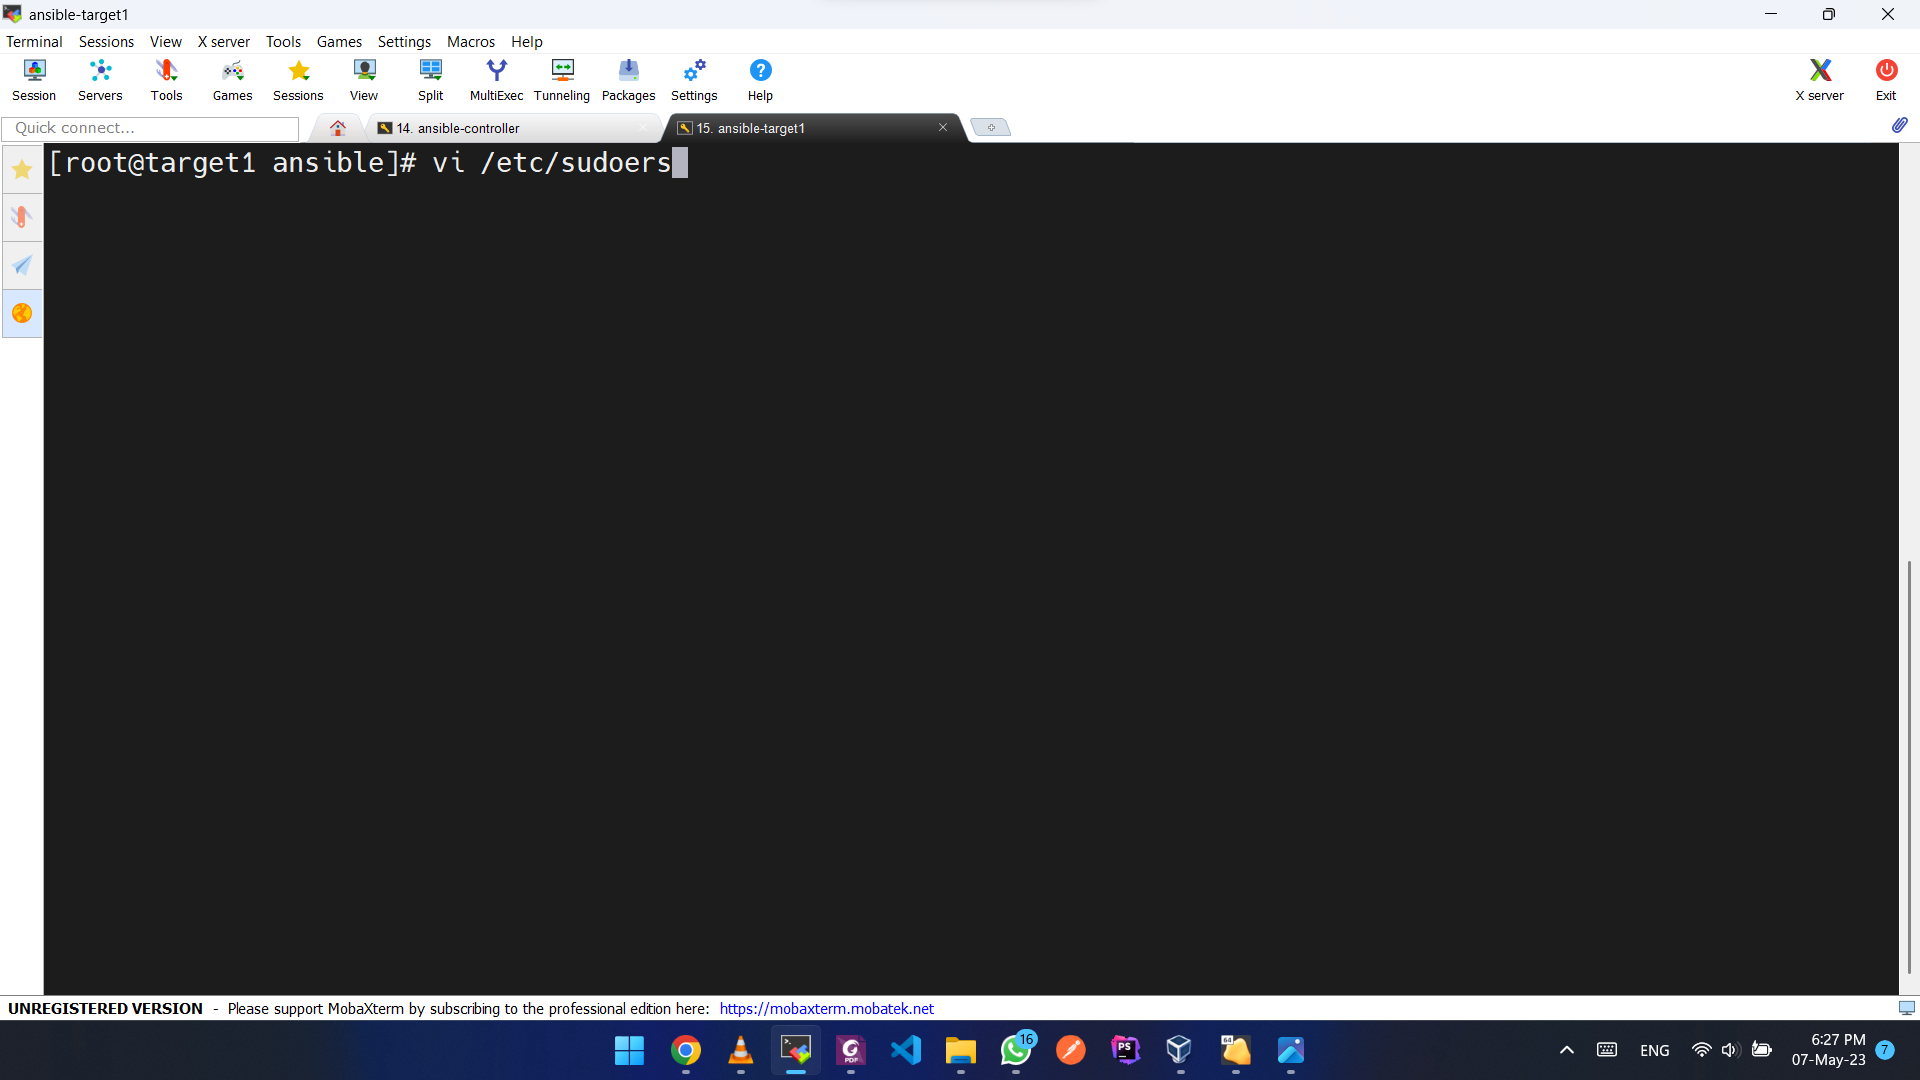 ansible-target1
Terminal Sessions View X server Tools Games Settings Macros Help
Session Servers Tools Games Sessions View Split MultiExec Tunneling Packages Settings Help X server Exit
Quick connect...
14. ansible-controller
15. ansible-target1
[root@target1 ansible]# vi /etc/sudoers
UNREGISTERED VERSION - Please support MobaXterm by subscribing to the professional edition here: https://mobaxterm.mobatek.net
PDF
16
PS
64
ENG
6:27 PM
07-May-23
7